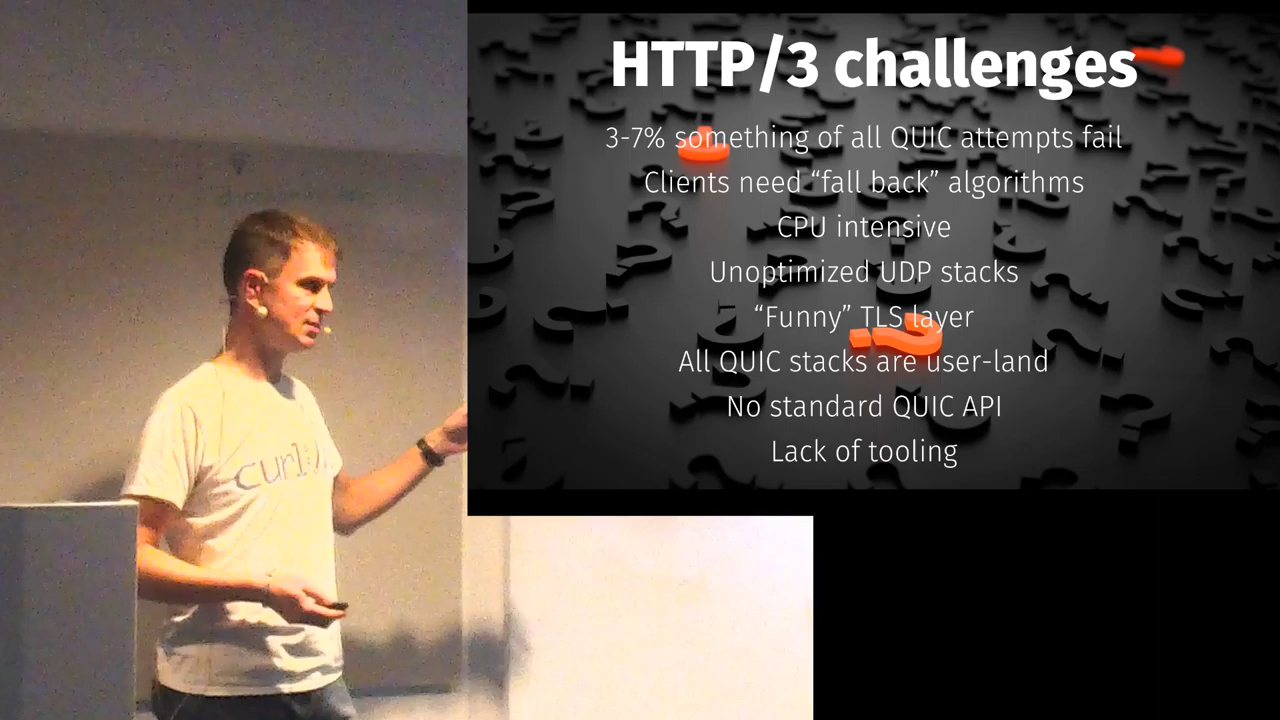 HTTP/3 challenges
3-7% something of all QUIC attempts fail
Clients need “fall back” algorithms
CPU intensive
Unoptimized UDP stacks
“Funny” TLS layer
All QUIC stacks are user-land
No standard QUIC API
Lack of tooling
curl://